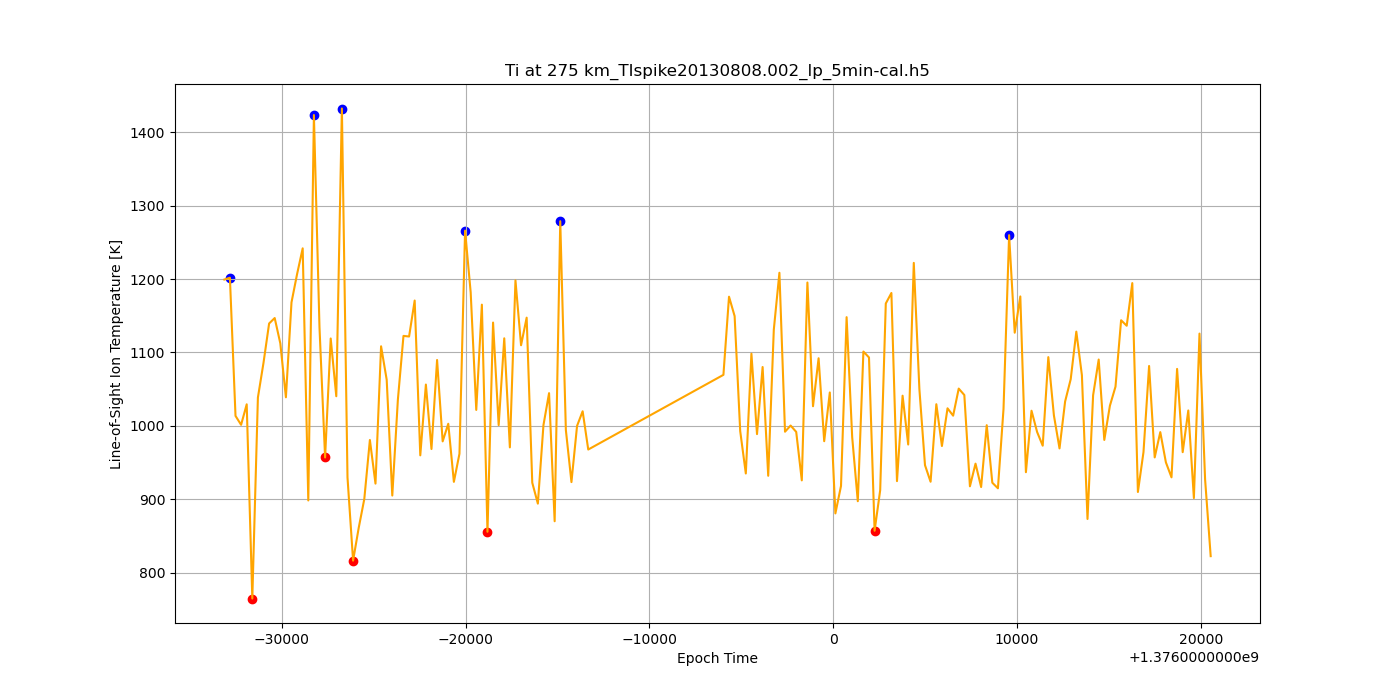 Ti at 275 km_TIspike20130808.002_lp_5min-cal.h5
Line-of-Sight Ion Temperature [K]
1400
1300
1200
1100
1000
900
800
−30000 −20000 −10000 0 10000 20000
Epoch Time
+1.3760000000e9